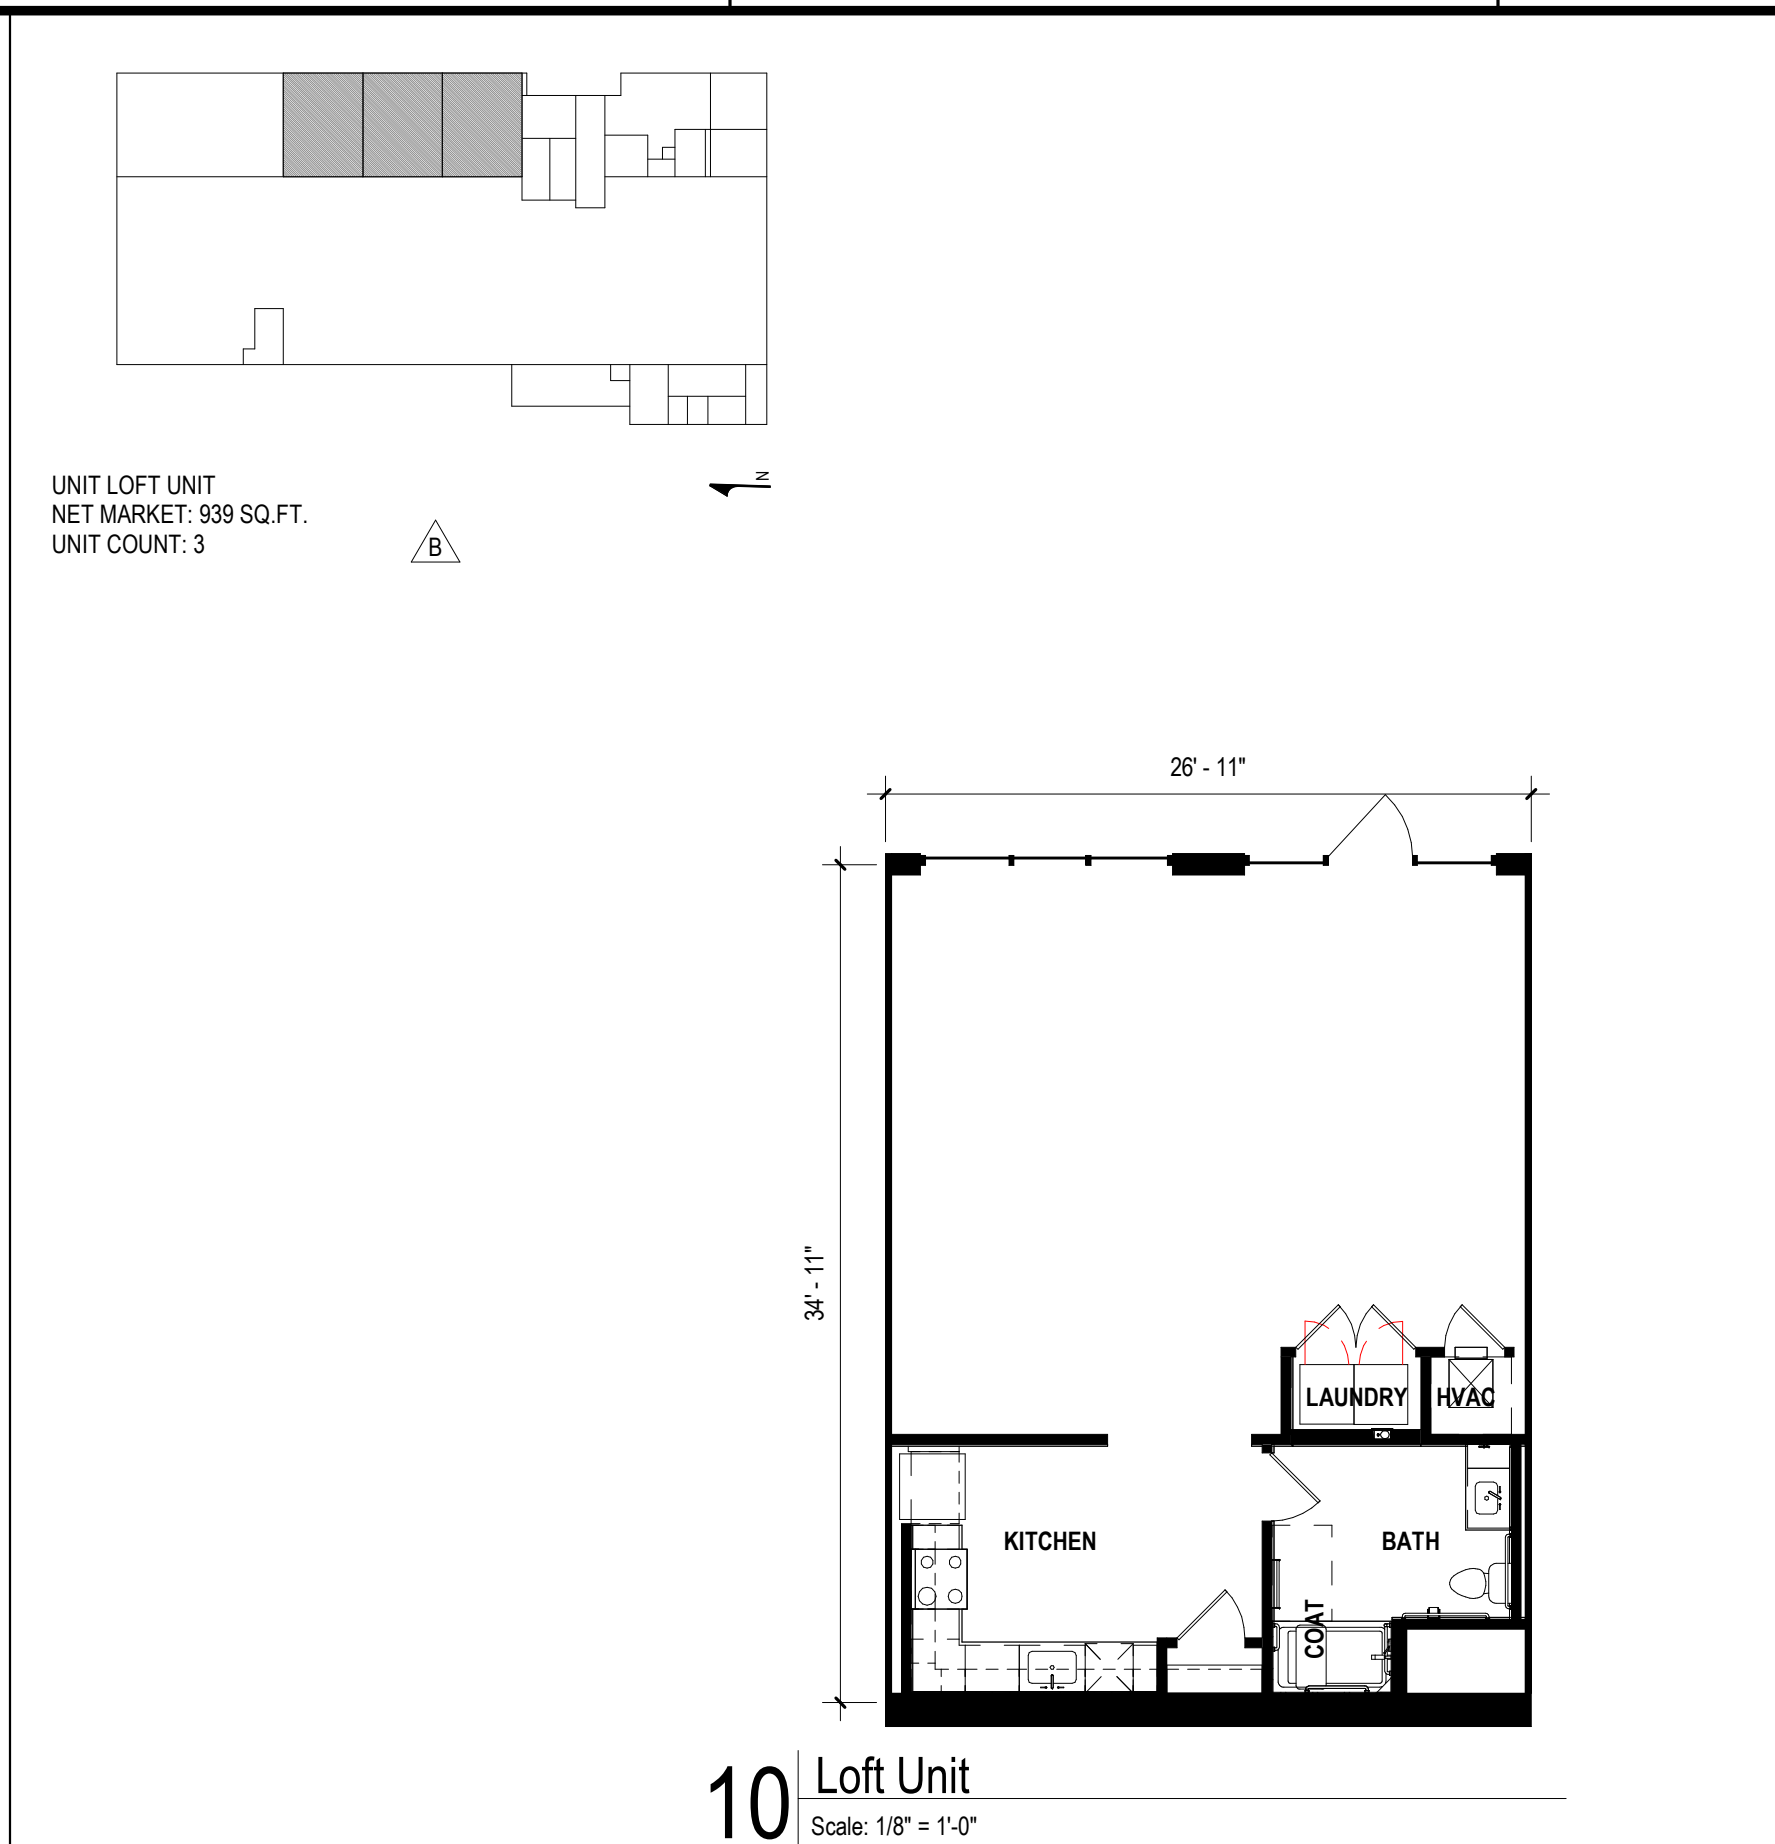 UNIT LOFT UNIT
NET MARKET: 939 SQ.FT.
UNIT COUNT: 3
B
N
26' - 11"
34' - 11"
LAUNDRY
HVAC
KITCHEN
BATH
COAT
10
Loft Unit
Scale: 1/8" = 1'-0"